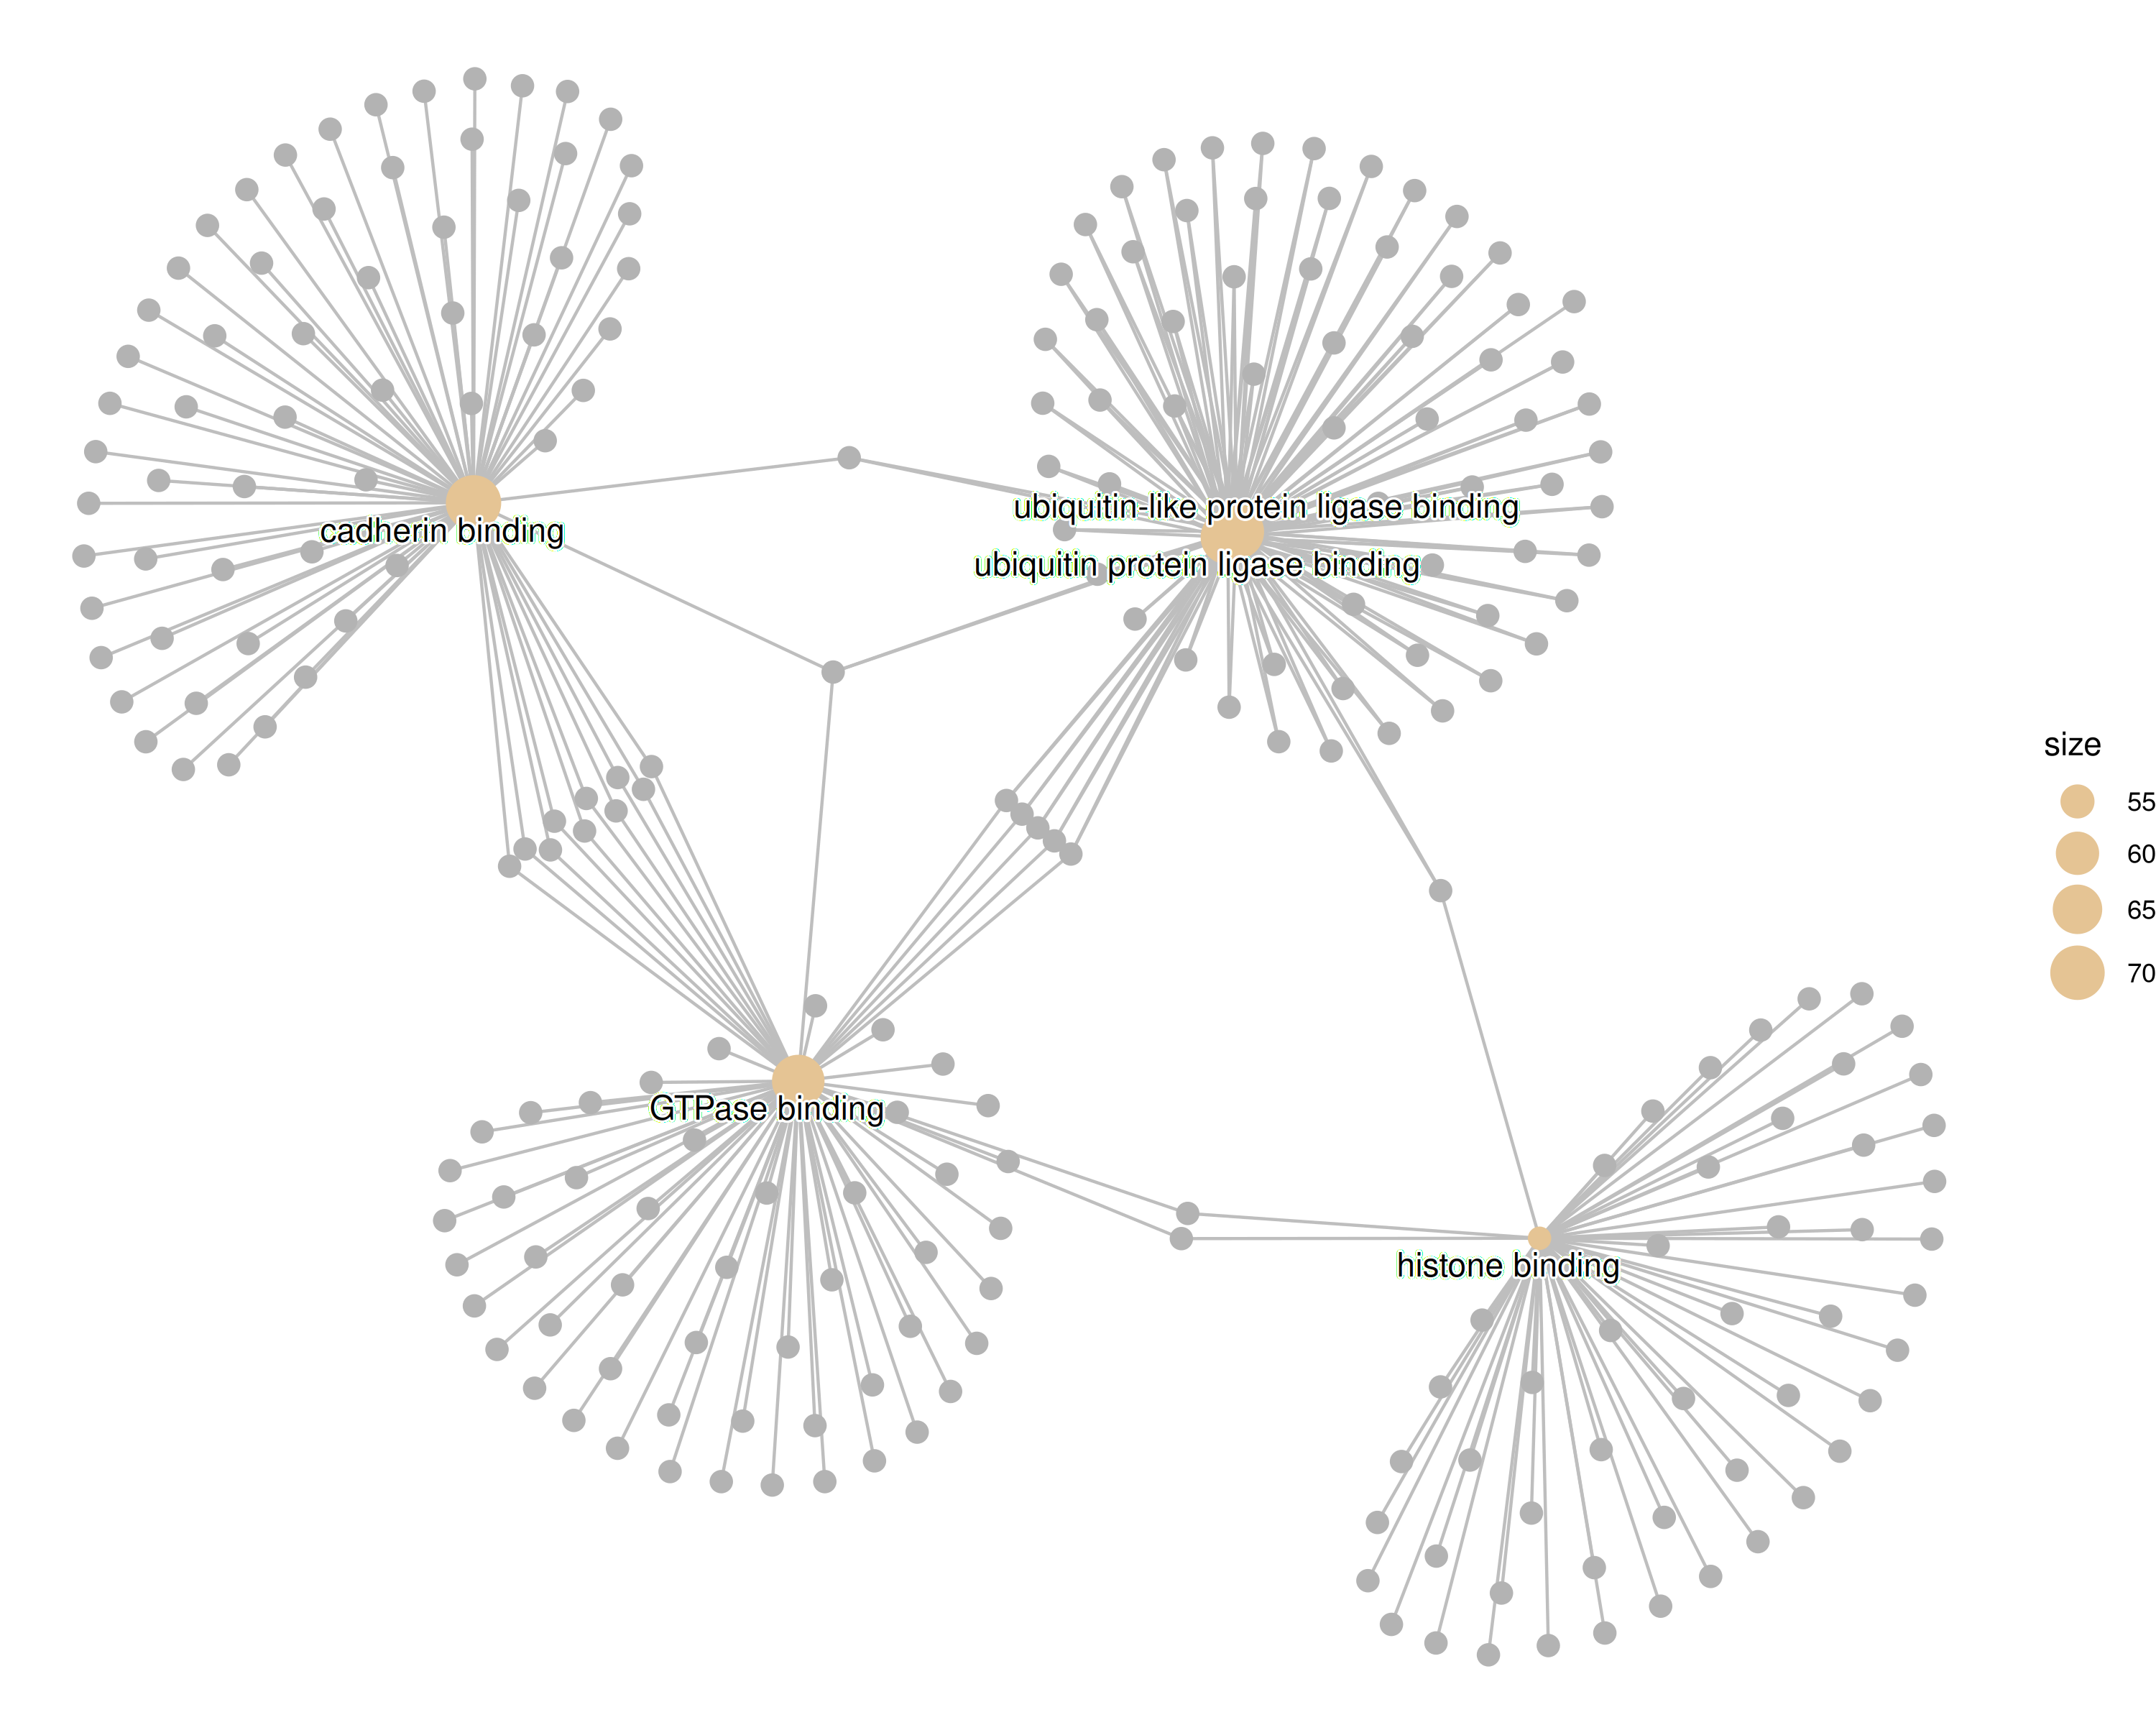 ubiquitin-like protein ligase binding
cadherin binding
ubiquitin protein ligase binding
size
55
60
65
70
GTPase binding
histone binding